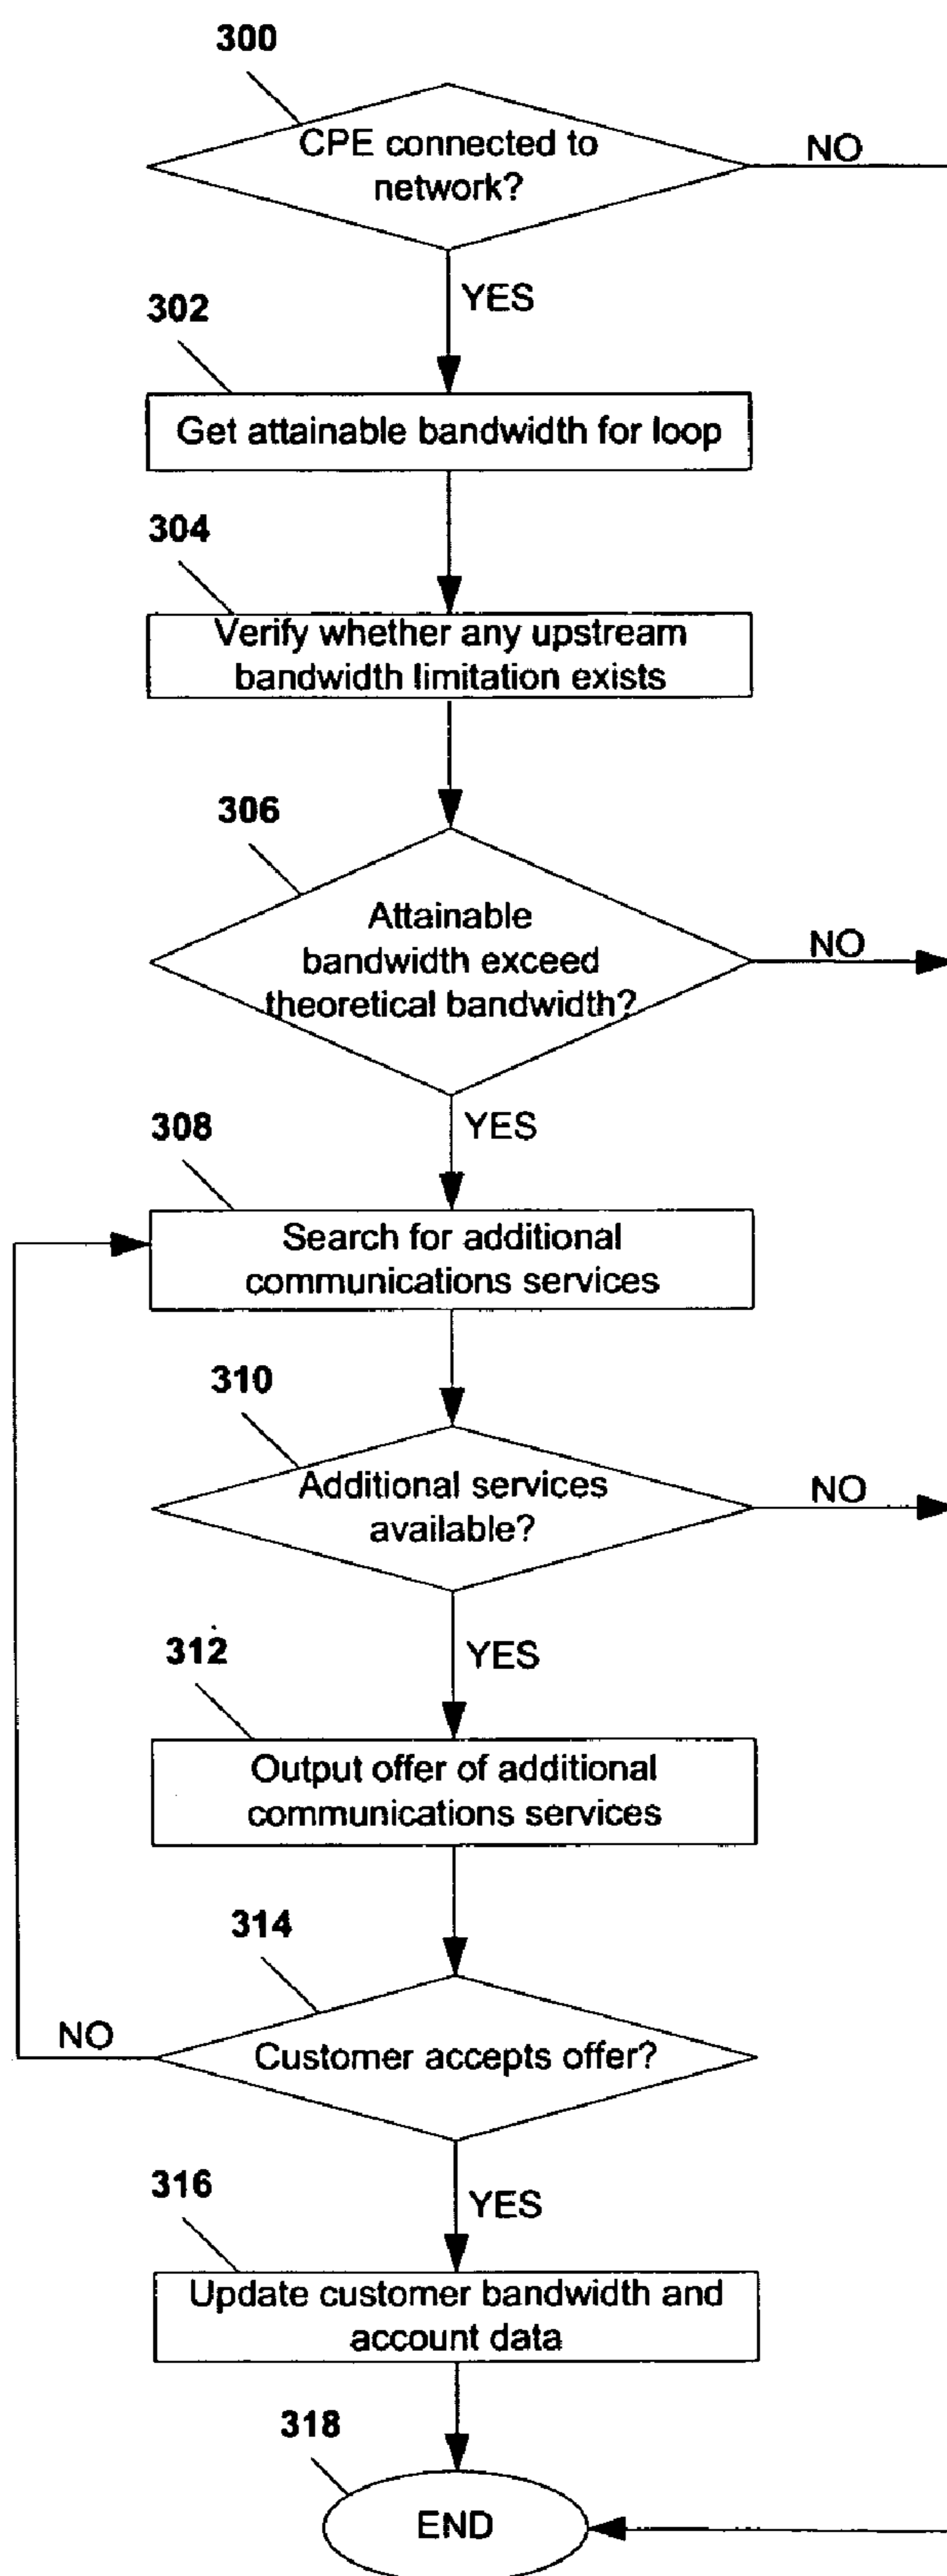 300
CPE connected to
network?
NO
YES
302
Get attainable bandwidth for loop
304
Verify whether any upstream
bandwidth limitation exists
306
Attainable
bandwidth exceed
theoretical bandwidth?
NO
YES
308
Search for additional
communications services
310
Additional services
available?
NO
YES
312
Output offer of additional
communications services
314
Customer accepts offer?
NO
YES
316
Update customer bandwidth and
account data
318
END